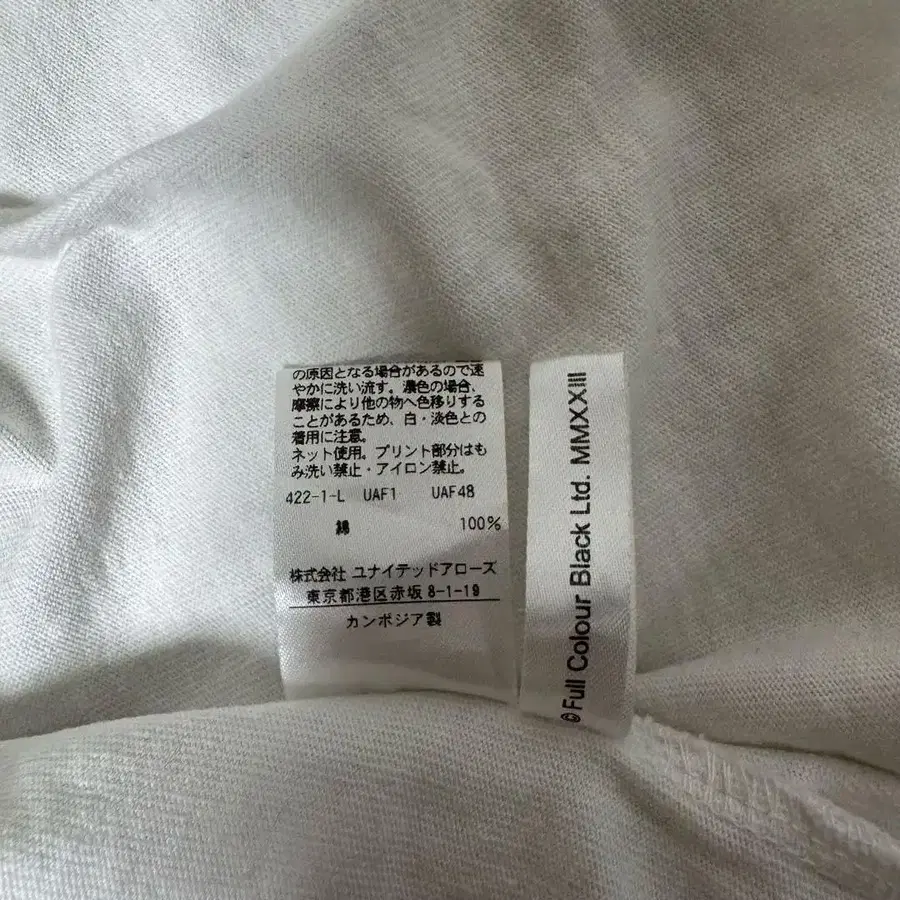 の原因となる場合があるので速
やかに洗い流す。濃色の場合、
摩擦により他の物へ色移りする
ことがあるため、白・淡色との
着用に注意。
ネット使用。プリント部分はも
み洗い禁止・アイロン禁止。
422-1-L UAF1 UAF48
綿 100%
株式会社 ユナイテッドアローズ
東京都港区赤坂 8-1-19
カンボジア製
©Full Colour Black Ltd. MMXXIII